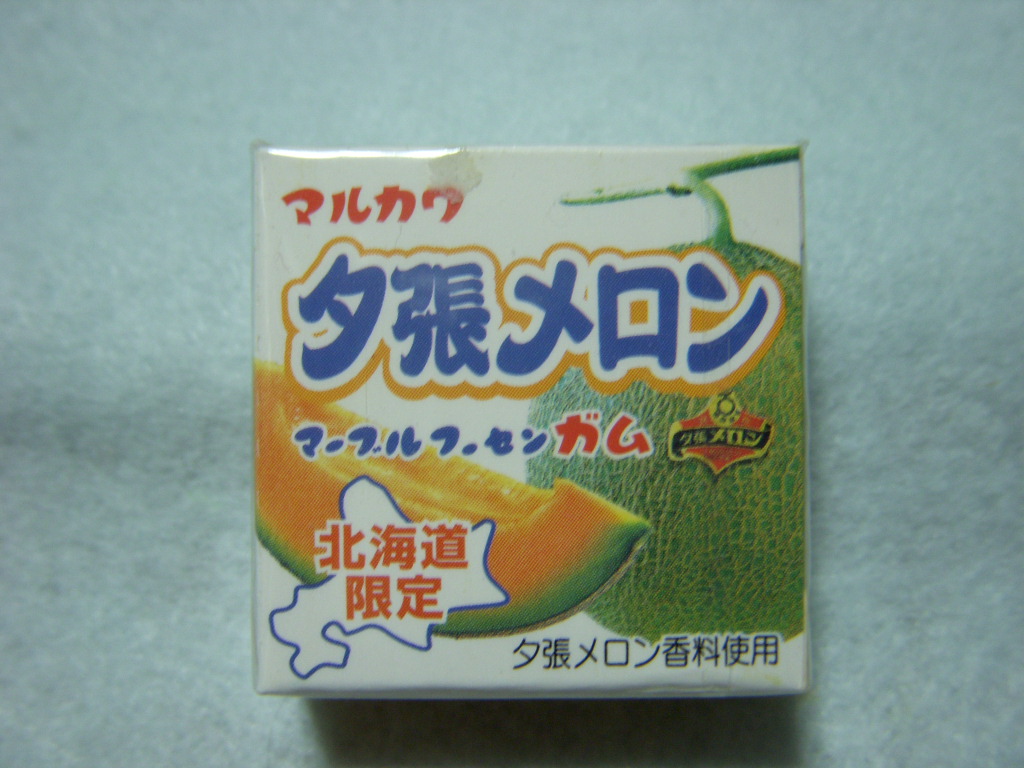 マルカワ
夕張メロン
マーブルフーセンガム
夕張メロン
北海道
限定
夕張メロン香料使用